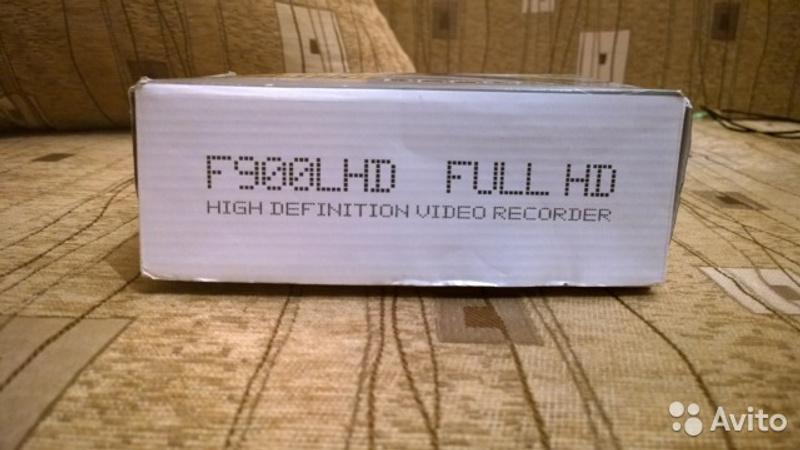 F900LHD FULL HD
HIGH DEFINITION VIDEO RECORDER
Avito